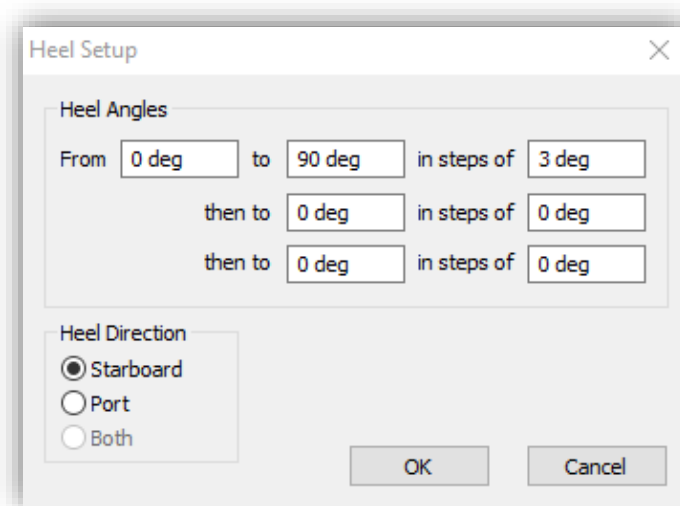 Heel Setup
Heel Angles
From 0 deg to 90 deg in steps of 3 deg
then to 0 deg in steps of 0 deg
then to 0 deg in steps of 0 deg
Heel Direction
Starboard
Port
Both
OK Cancel